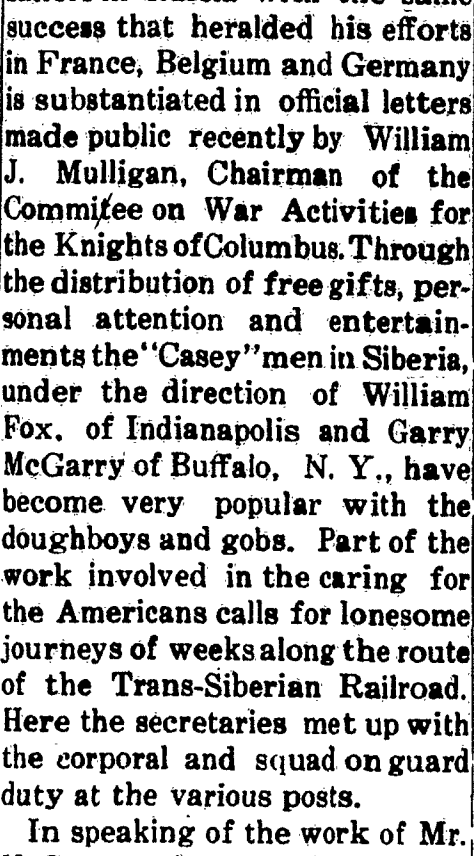 with the same
success that heralded his efforts
in France, Belgium and Germany
is substantiated in official letters
made public recently by William
J. Mulligan, Chairman of the
Commitee on War Activities for
the Knights of Columbus. Through
the distribution of free gifts, per-
sonal attention and entertain-
ments the "Casey" men in Siberia,
under the direction of William
Fox, of Indianapolis and Garry
McGarry of Buffalo, N. Y., have
become very popular with the
doughboys and gobs. Part of the
work involved in the caring for
the Americans calls for lonesome
journeys of weeks along the route
of the Trans-Siberian Railroad.
Here the secretaries met up with
the corporal and squad on guard
duty at the various posts.
In speaking of the work of Mr.